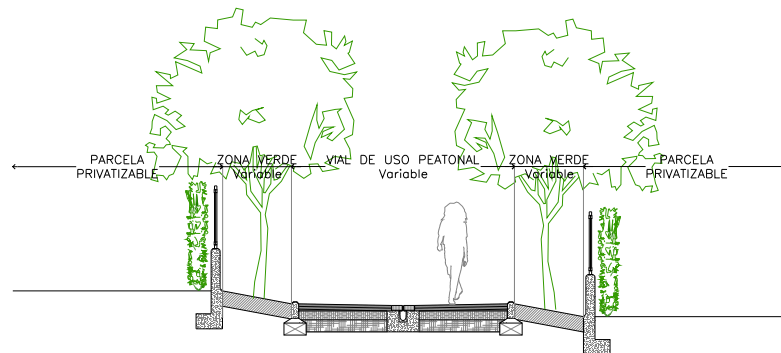 PARCELA
PRIVATIZABLE
ZONA VERDE
Variable
VIAL DE USO PEATONAL
Variable
ZONA VERDE
Variable
PARCELA
PRIVATIZABLE